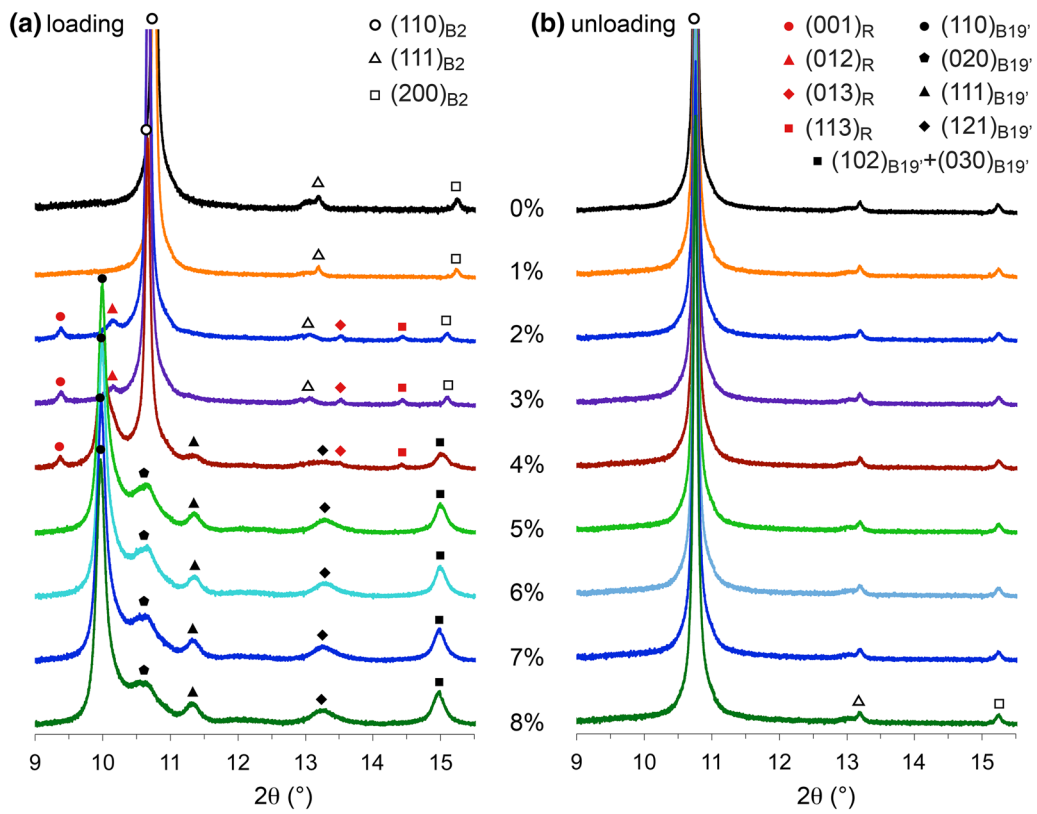 (a) loading
(110)B2
(111)B2
(200)B2
(b) unloading
(001)R
(012)R
(013)R
(113)R
(110)B19'
(020)B19'
(111)B19'
(121)B19'
(102)B19'+(030)B19'
0%
1%
2%
3%
4%
5%
6%
7%
8%
9 10 11 12 13 14 15
2θ (°)
9 10 11 12 13 14 15
2θ (°)